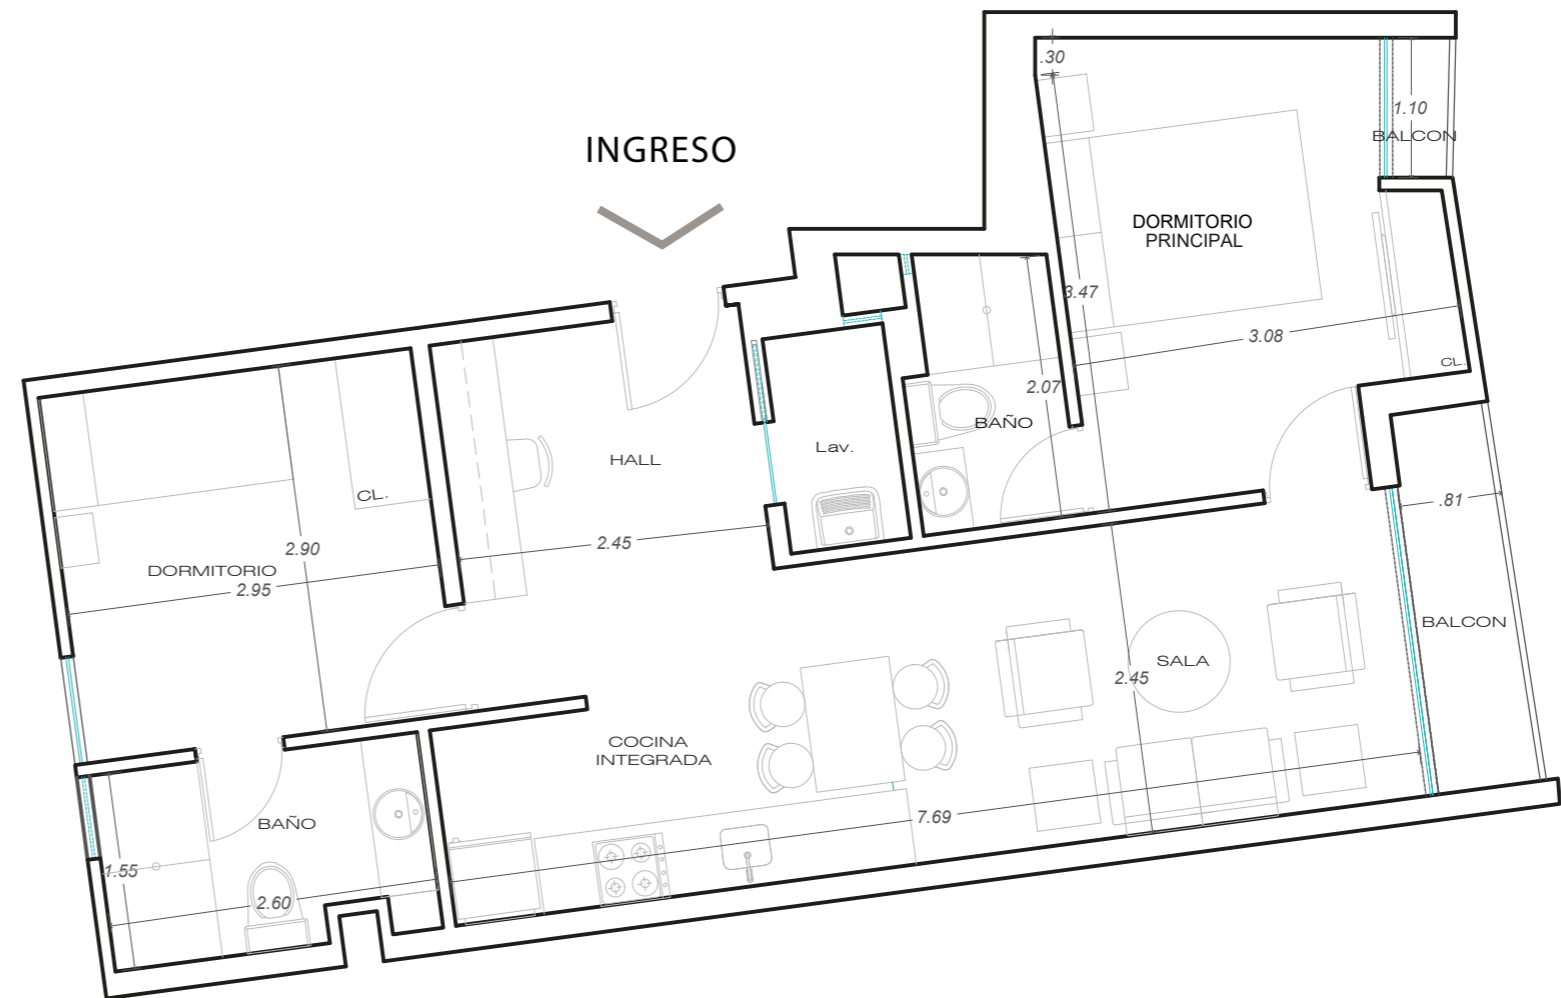 .30
1.10
BALCON
INGRESO
DORMITORIO
PRINCIPAL
3.47
3.08
CL.
2.07
BAÑO
HALL
Lav.
CL.
.81
2.45
2.90
DORMITORIO
2.95
BALCON
SALA
2.45
COCINA
INTEGRADA
7.69
BAÑO
1.55
2.60